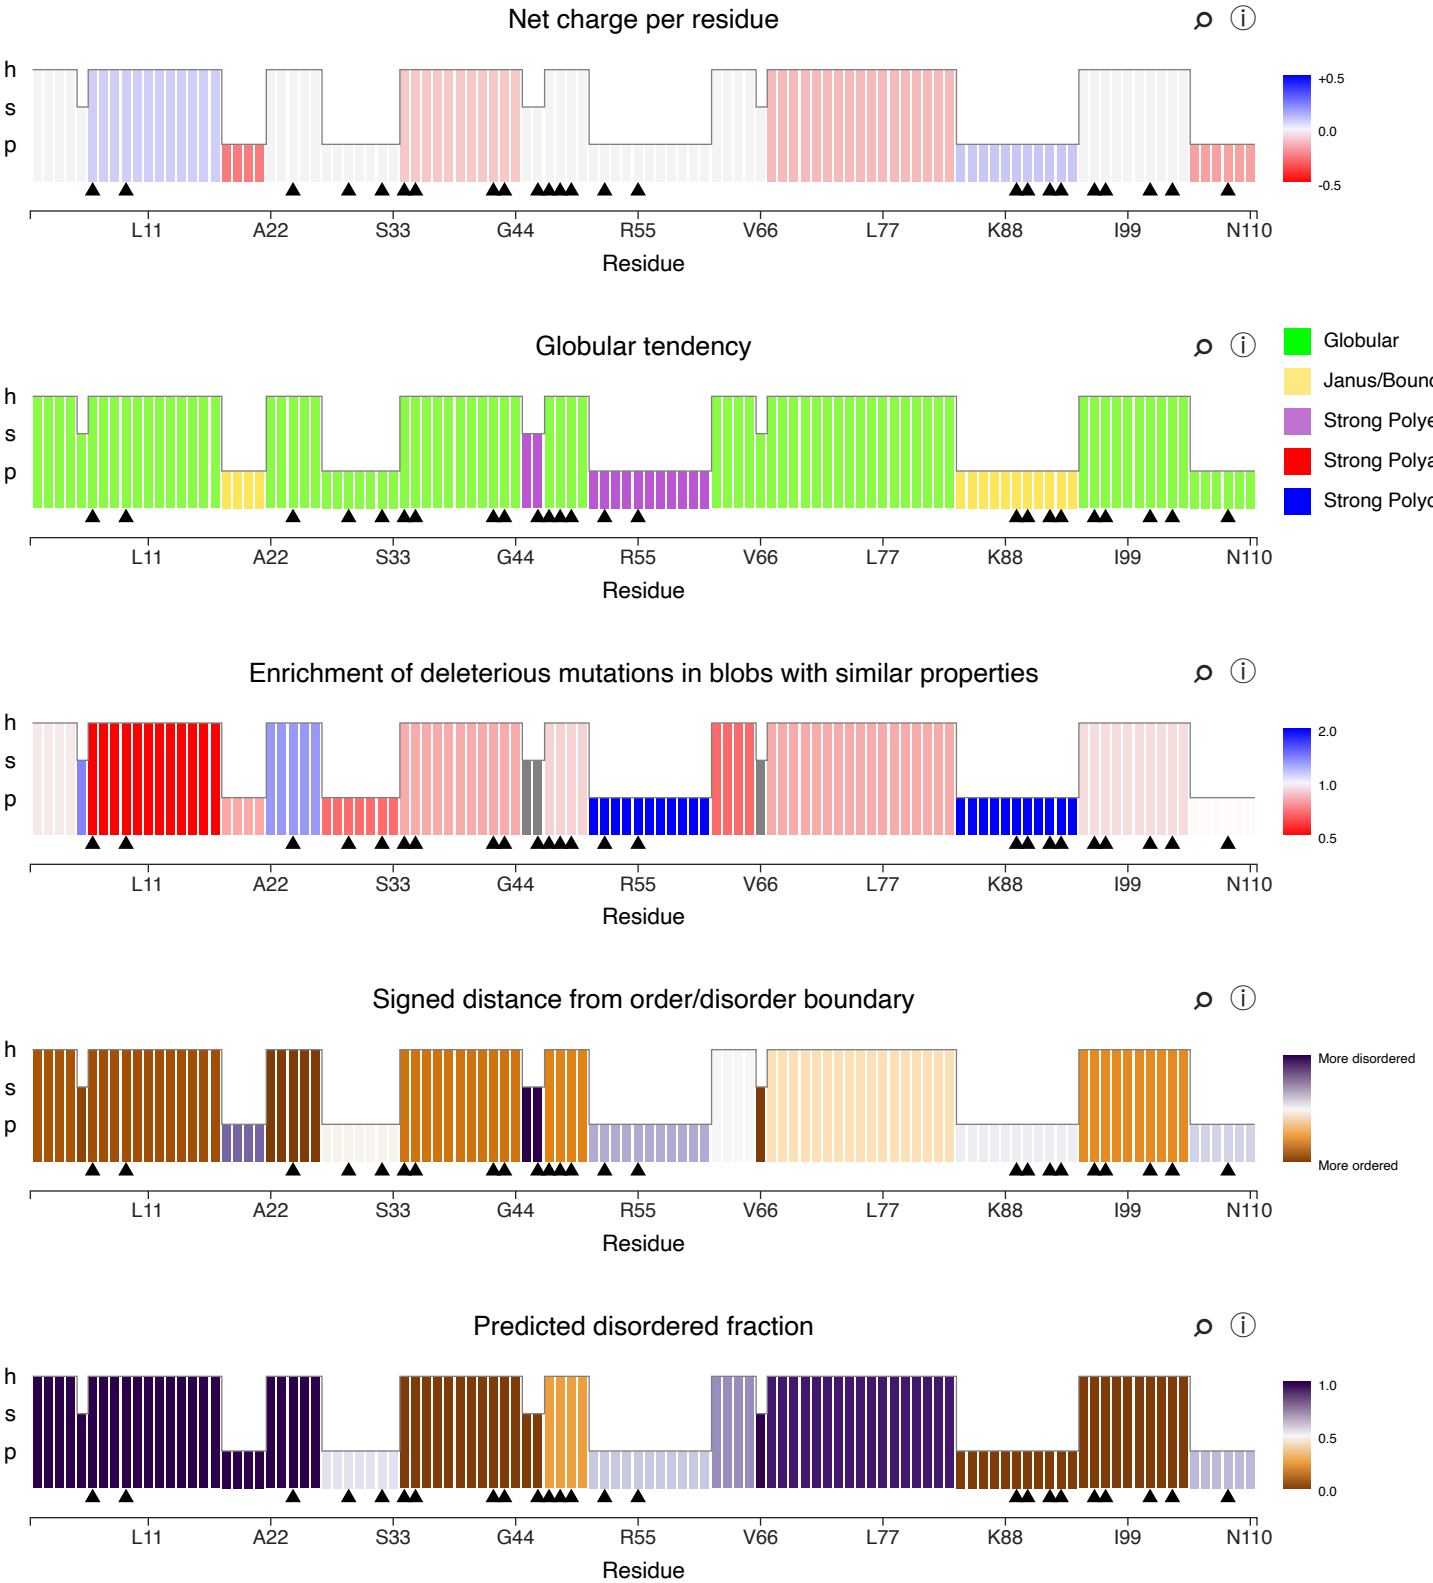 Net charge per residue
h
s
p
+0.5
0.0
-0.5
L11 A22 S33 G44 R55 V66 L77 K88 I99 N110
Residue
Globular tendency
h
s
p
Globular
Janus/Bound
Strong Polye
Strong Polya
Strong Polyc
L11 A22 S33 G44 R55 V66 L77 K88 I99 N110
Residue
Enrichment of deleterious mutations in blobs with similar properties
h
s
p
2.0
1.0
0.5
L11 A22 S33 G44 R55 V66 L77 K88 I99 N110
Residue
Signed distance from order/disorder boundary
h
s
p
More disordered
More ordered
L11 A22 S33 G44 R55 V66 L77 K88 I99 N110
Residue
Predicted disordered fraction
h
s
p
1.0
0.5
0.0
L11 A22 S33 G44 R55 V66 L77 K88 I99 N110
Residue